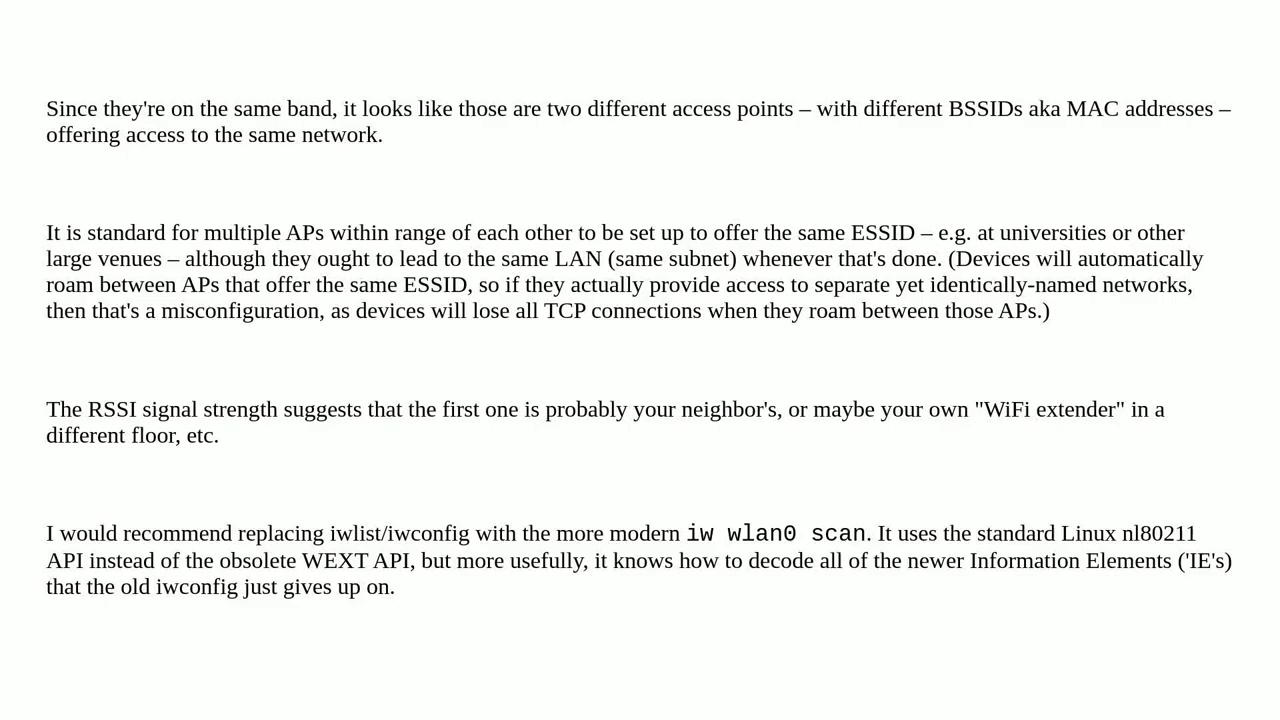 Since they're on the same band, it looks like those are two different access points – with different BSSIDs aka MAC addresses –
offering access to the same network.
It is standard for multiple APs within range of each other to be set up to offer the same ESSID – e.g. at universities or other
large venues – although they ought to lead to the same LAN (same subnet) whenever that's done. (Devices will automatically
roam between APs that offer the same ESSID, so if they actually provide access to separate yet identically-named networks,
then that's a misconfiguration, as devices will lose all TCP connections when they roam between those APs.)
The RSSI signal strength suggests that the first one is probably your neighbor's, or maybe your own "WiFi extender" in a
different floor, etc.
I would recommend replacing iwlist/iwconfig with the more modern iw wlan0 scan. It uses the standard Linux nl80211
API instead of the obsolete WEXT API, but more usefully, it knows how to decode all of the newer Information Elements ('IE's)
that the old iwconfig just gives up on.